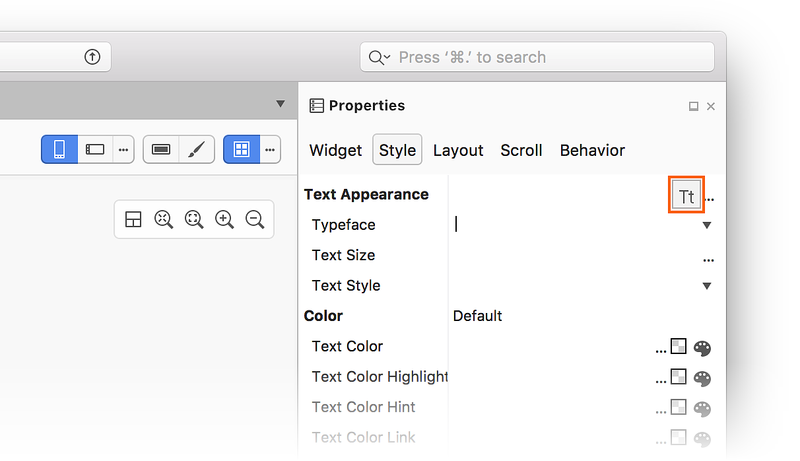 Press ‘⌘.’ to search
Properties
Widget Style Layout Scroll Behavior
Text Appearance Tt ...
Typeface
Text Size ...
Text Style
Color Default
Text Color ...
Text Color Highlight ...
Text Color Hint ...
Text Color Link ...